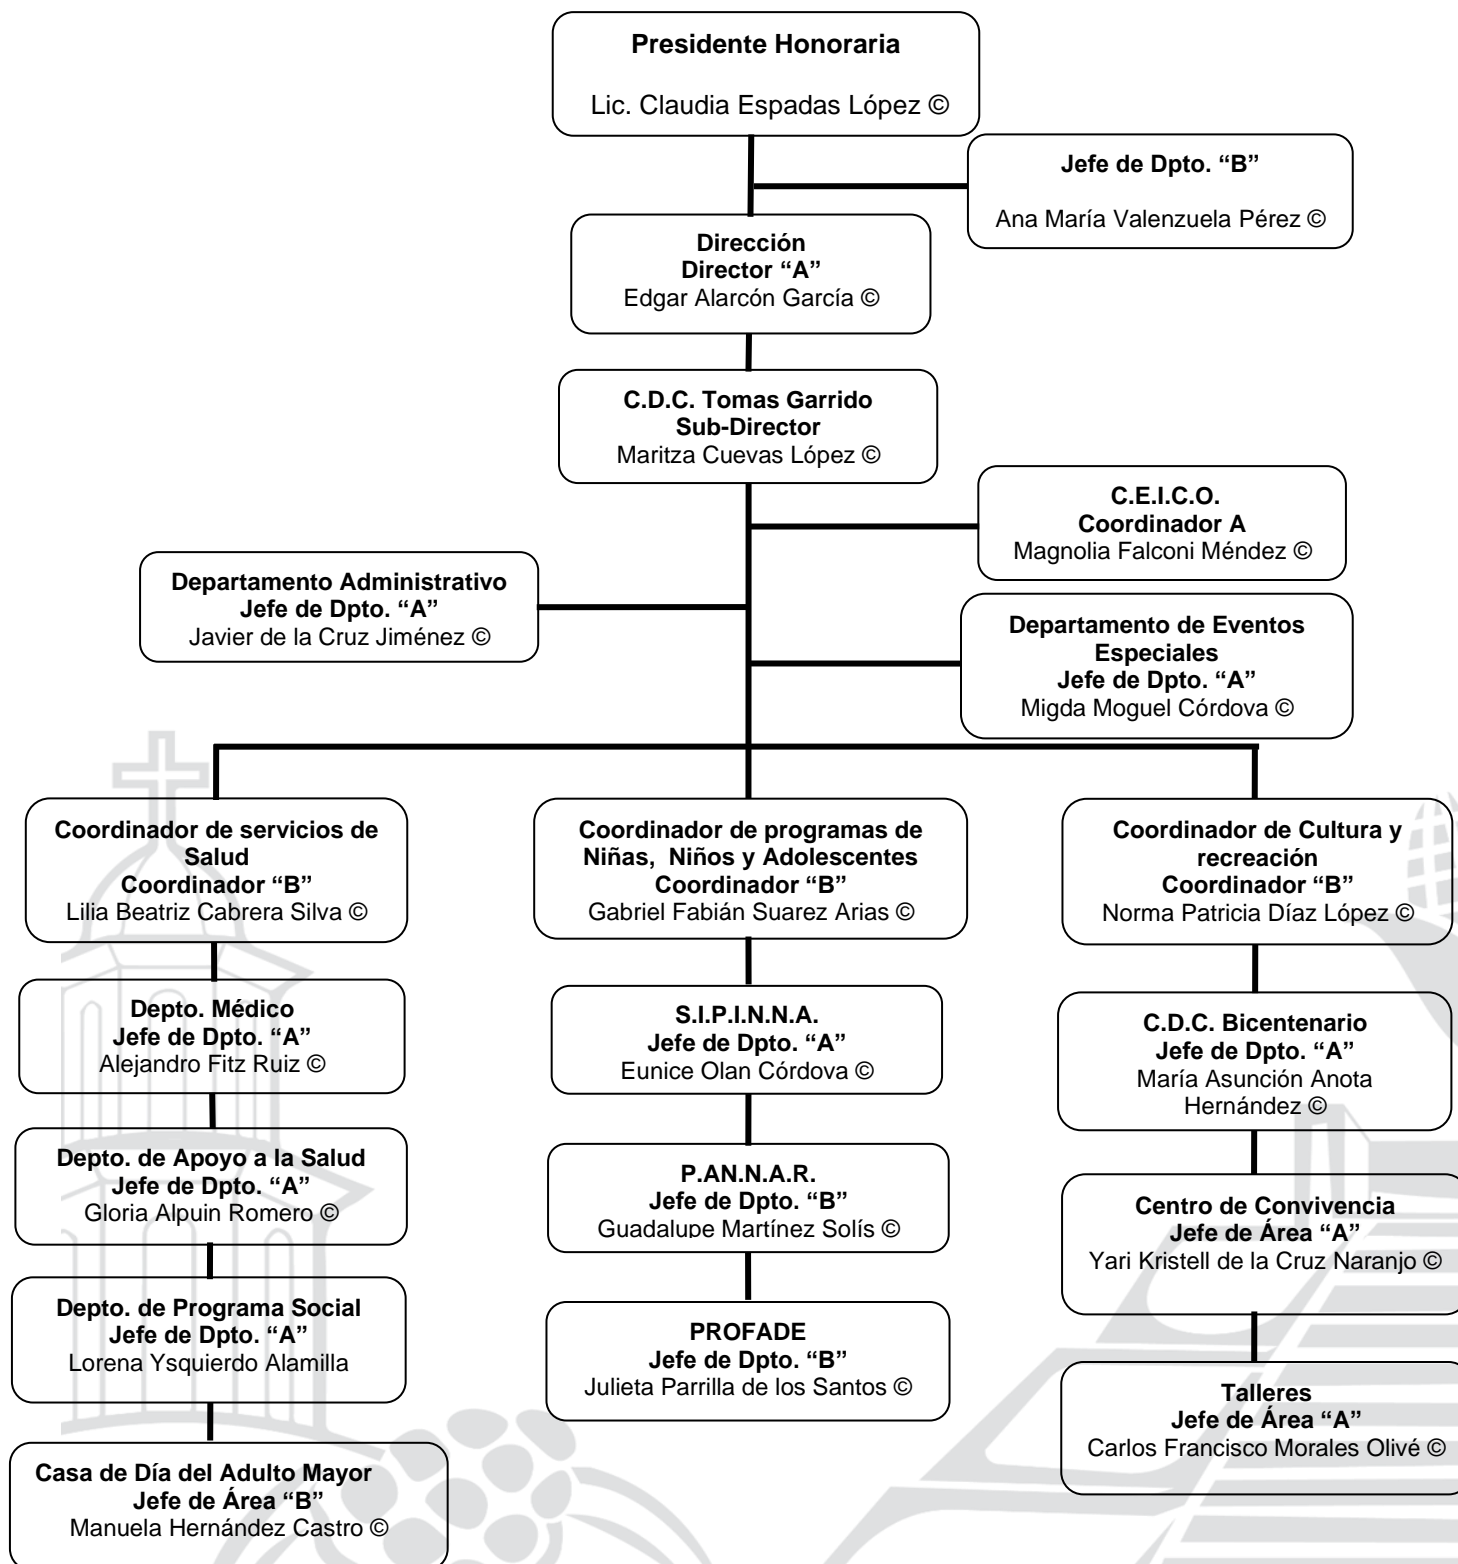 Presidente Honoraria
Lic. Claudia Espadas López ©
Jefe de Dpto. “B”
Ana María Valenzuela Pérez ©
Dirección
Director “A”
Edgar Alarcón García ©
C.D.C. Tomas Garrido
Sub-Director
Maritza Cuevas López ©
C.E.I.C.O.
Coordinador A
Magnolia Falconi Méndez ©
Departamento Administrativo
Jefe de Dpto. “A”
Javier de la Cruz Jiménez ©
Departamento de Eventos
Especiales
Jefe de Dpto. “A”
Migda Moguel Córdova ©
Coordinador de servicios de
Salud
Coordinador “B”
Lilia Beatriz Cabrera Silva ©
Depto. Médico
Jefe de Dpto. “A”
Alejandro Fitz Ruiz ©
Depto. de Apoyo a la Salud
Jefe de Dpto. “A”
Gloria Alpuin Romero ©
Depto. de Programa Social
Jefe de Dpto. “A”
Lorena Ysquierdo Alamilla
Casa de Día del Adulto Mayor
Jefe de Área “B”
Manuela Hernández Castro ©
Coordinador de programas de
Niñas, Niños y Adolescentes
Coordinador “B”
Gabriel Fabián Suarez Arias ©
S.I.P.I.N.N.A.
Jefe de Dpto. “A”
Eunice Olan Córdova ©
P.AN.N.A.R.
Jefe de Dpto. “B”
Guadalupe Martínez Solís ©
PROFADE
Jefe de Dpto. “B”
Julieta Parrilla de los Santos ©
Coordinador de Cultura y
recreación
Coordinador “B”
Norma Patricia Díaz López ©
C.D.C. Bicentenario
Jefe de Dpto. “A”
María Asunción Anota
Hernández ©
Centro de Convivencia
Jefe de Área “A”
Yari Kristell de la Cruz Naranjo ©
Talleres
Jefe de Área “A”
Carlos Francisco Morales Olivé ©